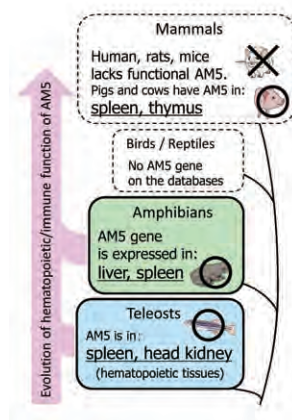 Mammals
Human, rats, mice
lacks functional AM5.
Pigs and cows have AM5 in:
spleen, thymus
Birds / Reptiles
No AM5 gene
on the databases
Amphibians
AM5 gene
is expressed in:
liver, spleen
Teleosts
AM5 is in:
spleen, head kidney
(hematopoietic tissues)
Evolution of hematopoietic/immune function of AM5